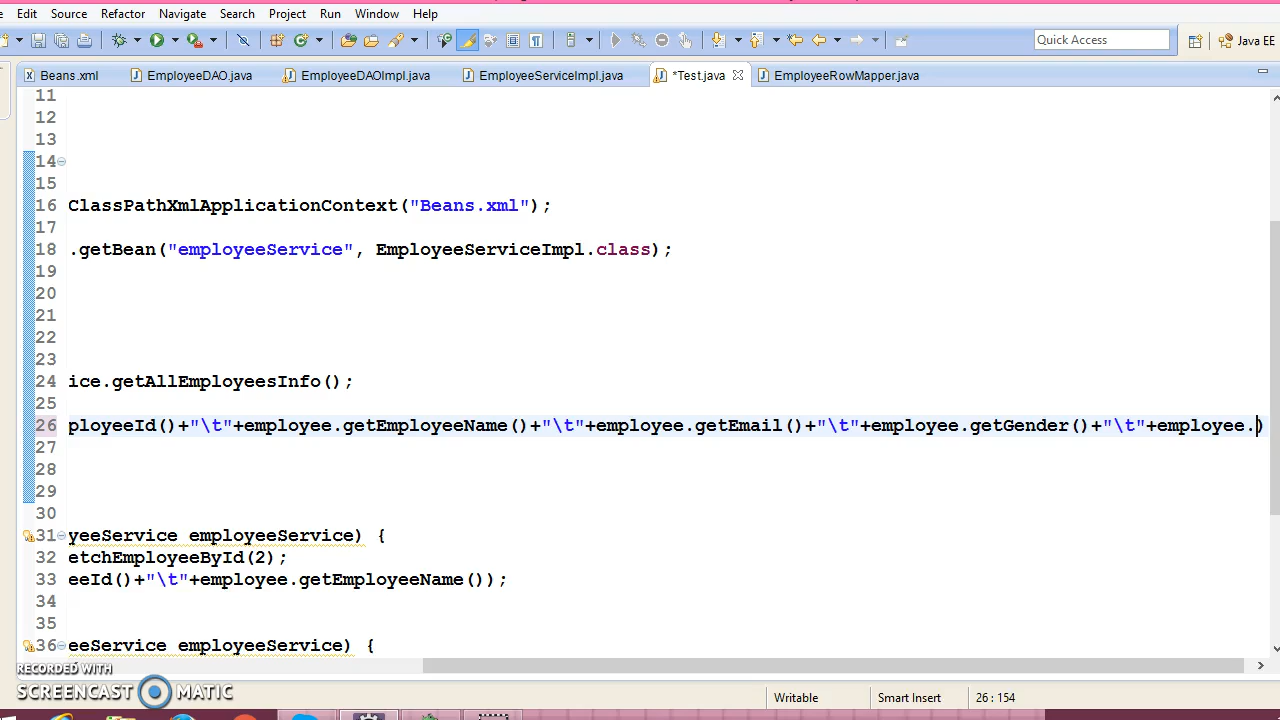 Edit Source Refactor Navigate Search Project Run Window Help
Quick Access
Java EE
Beans.xml EmployeeDAO.java EmployeeDAOImpl.java EmployeeServiceImpl.java *Test.java EmployeeRowMapper.java
11
12
13
14
15
16 ClassPathXmlApplicationContext("Beans.xml");
17
18 .getBean("employeeService", EmployeeServiceImpl.class);
19
20
21
22
23
24 ice.getAllEmployeesInfo();
25
26 ployeeId()+"\t"+employee.getEmployeeName()+"\t"+employee.getEmail()+"\t"+employee.getGender()+"\t"+employee.)
27
28
29
30
31 yeeService employeeService) {
32 etchEmployeeById(2);
33 eeId()+"\t"+employee.getEmployeeName());
34
35
36 eeService employeeService) {
RECORDED WITH
SCREENCAST MATIC
Writable Smart Insert 26 : 154